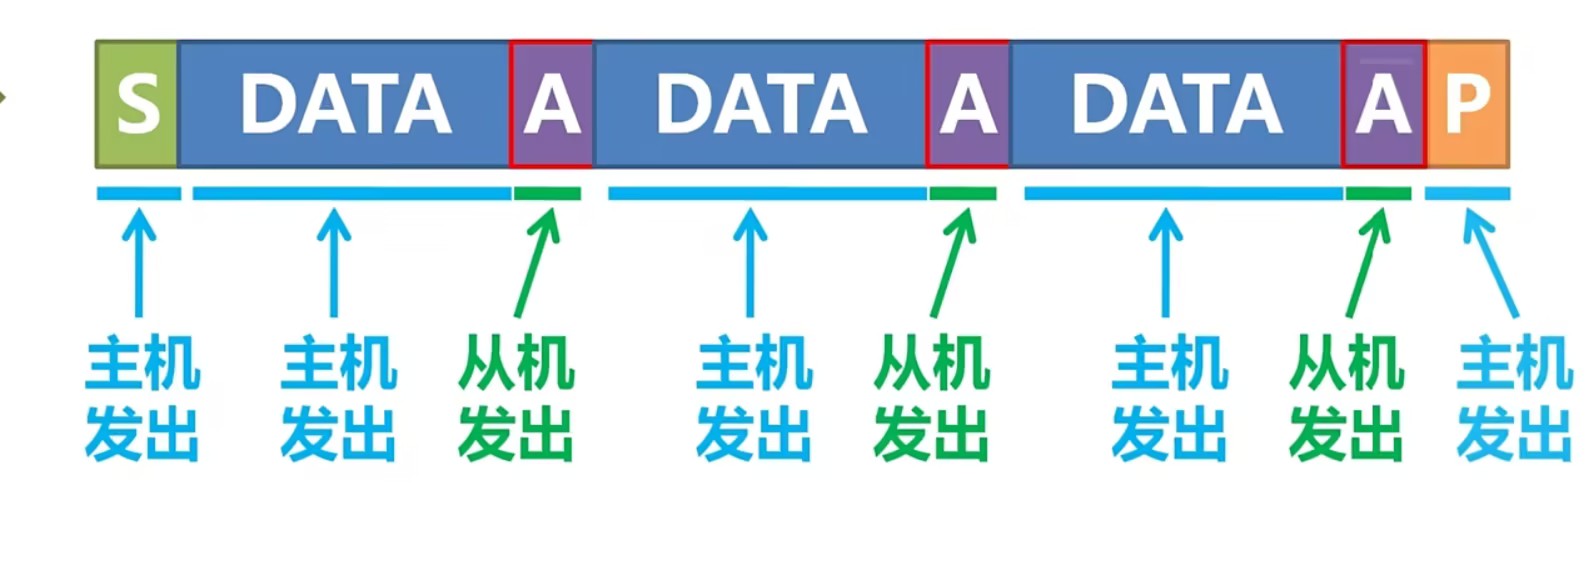 S DATA A DATA A DATA A P
主机 主机 从机 主机 从机 主机 从机 主机
发出 发出 发出 发出 发出 发出 发出 发出